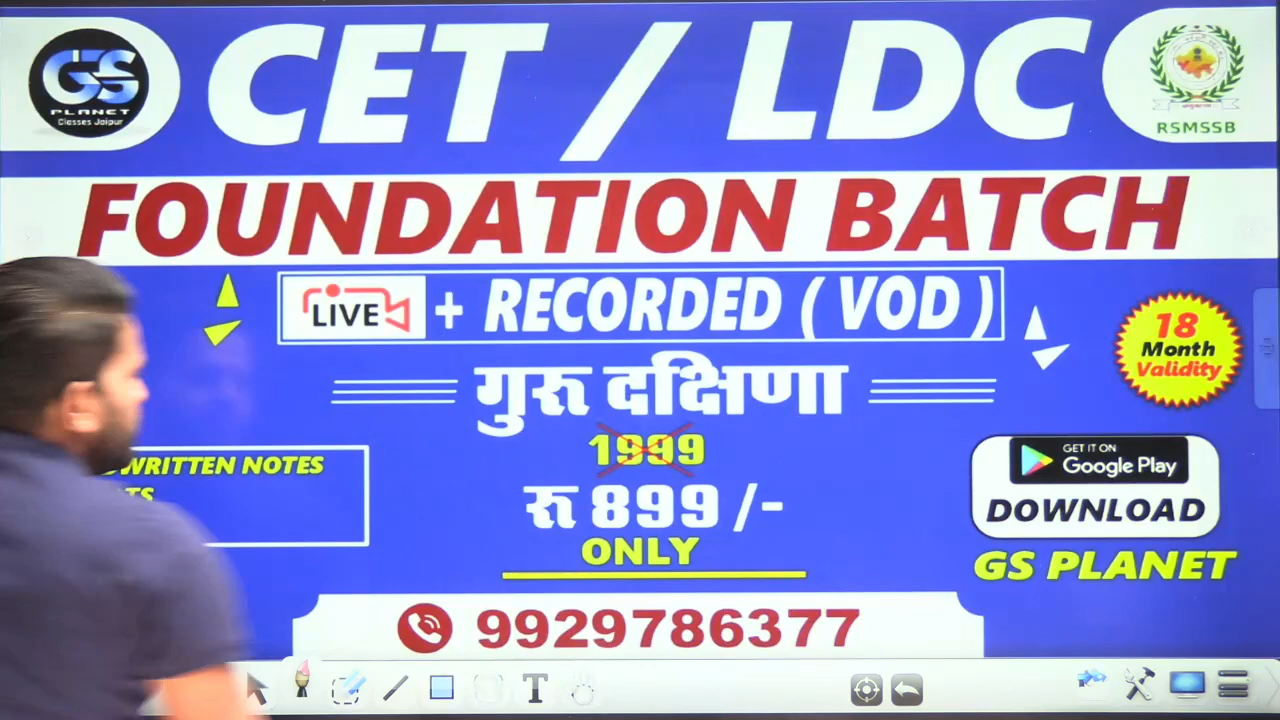 GS
PLANET
Classes Jaipur
CET / LDC
RSMSSB
FOUNDATION BATCH
LIVE + RECORDED ( VOD )
18
Month
Validity
गुरू दक्षिणा
1999
रू 899 /-
ONLY
WRITTEN NOTES
GET IT ON
Google Play
DOWNLOAD
GS PLANET
9929786377
T